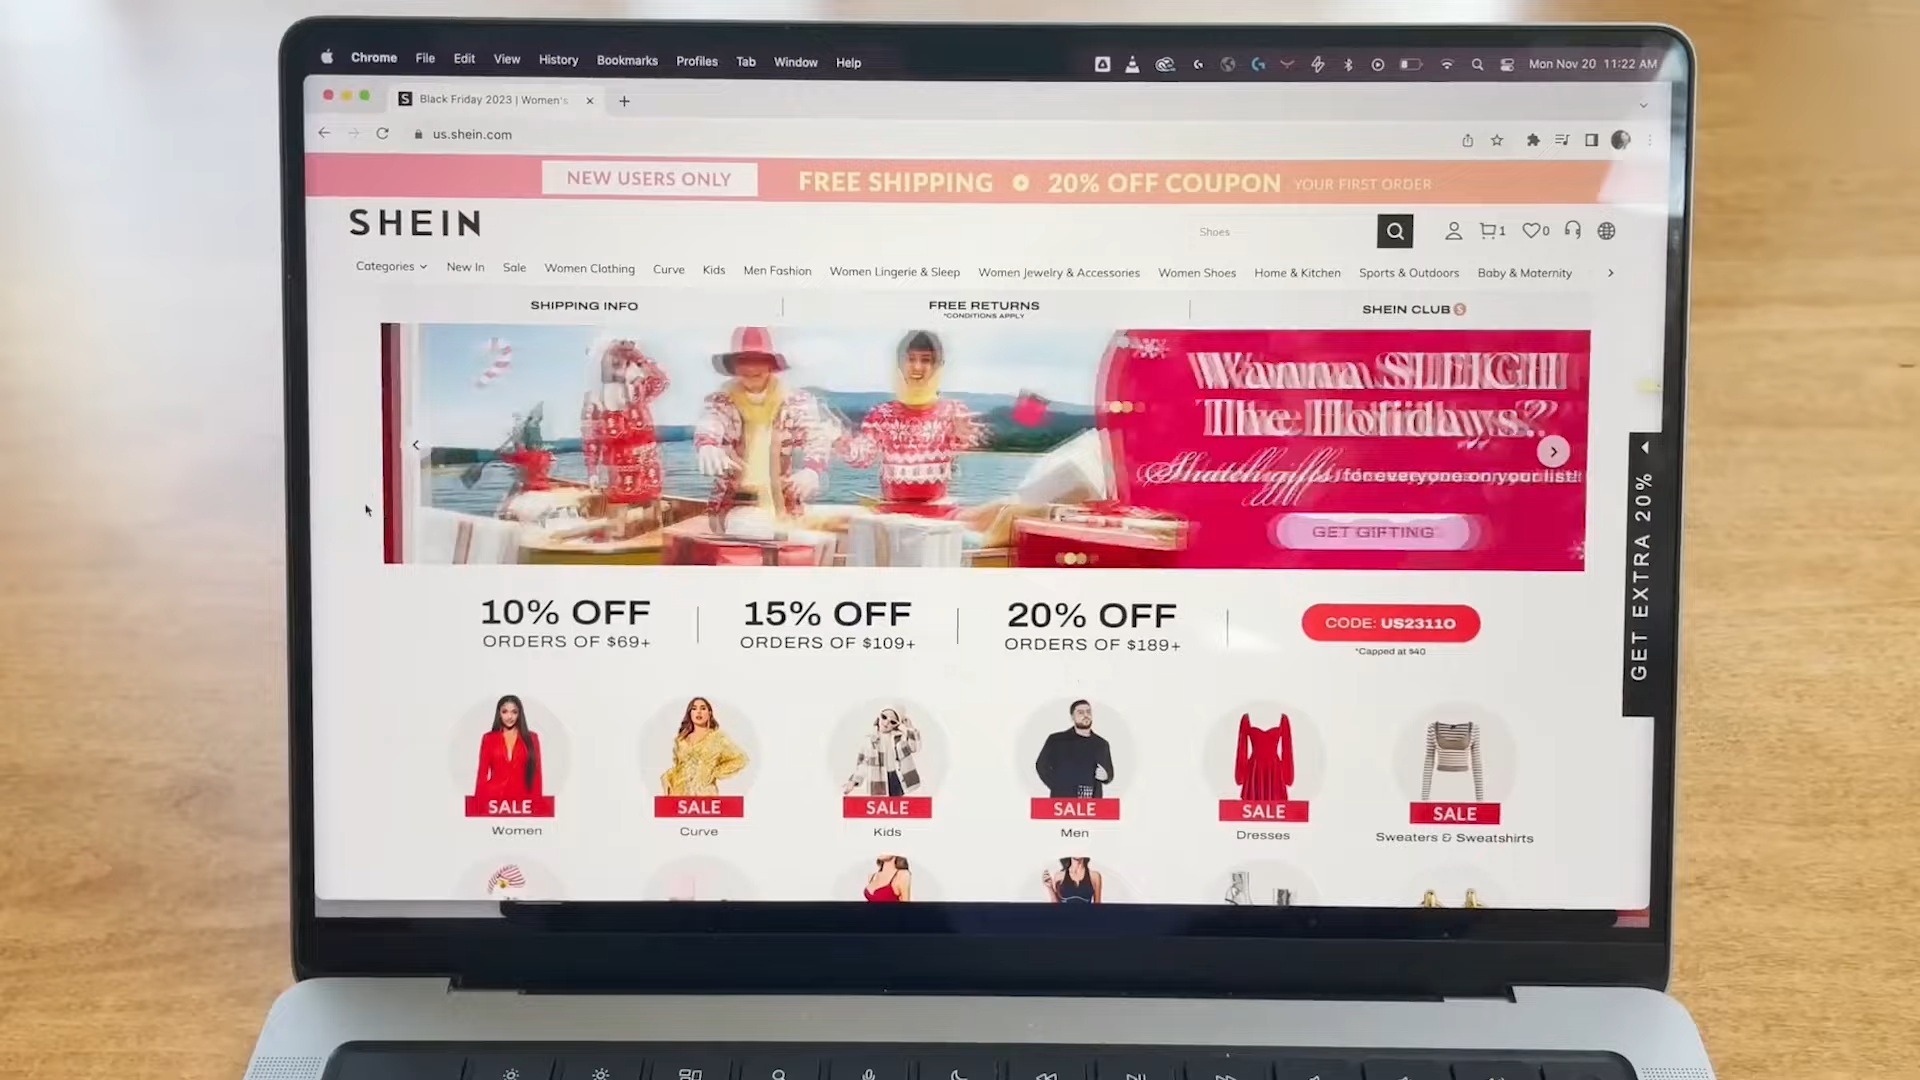 Chrome File Edit View History Bookmarks Profiles Tab Window Help Mon Nov 20 11:22 AM
Black Friday 2023 | Women's
us.shein.com
NEW USERS ONLY FREE SHIPPING 20% OFF COUPON YOUR FIRST ORDER
SHEIN
Shoes
1
0
Categories New In Sale Women Clothing Curve Kids Men Fashion Women Lingerie & Sleep Women Jewelry & Accessories Women Shoes Home & Kitchen Sports & Outdoors Baby & Maternity
SHIPPING INFO
FREE RETURNS
*CONDITIONS APPLY
SHEIN CLUB S
Wanna SLEIGH
The Holidays?
for everyone on your list!
GET GIFTING
GET EXTRA 20%
10% OFF
ORDERS OF $69+
15% OFF
ORDERS OF $109+
20% OFF
ORDERS OF $189+
CODE: US2311O
*Capped at $40
SALE
Women
SALE
Curve
SALE
Kids
SALE
Men
SALE
Dresses
SALE
Sweaters & Sweatshirts